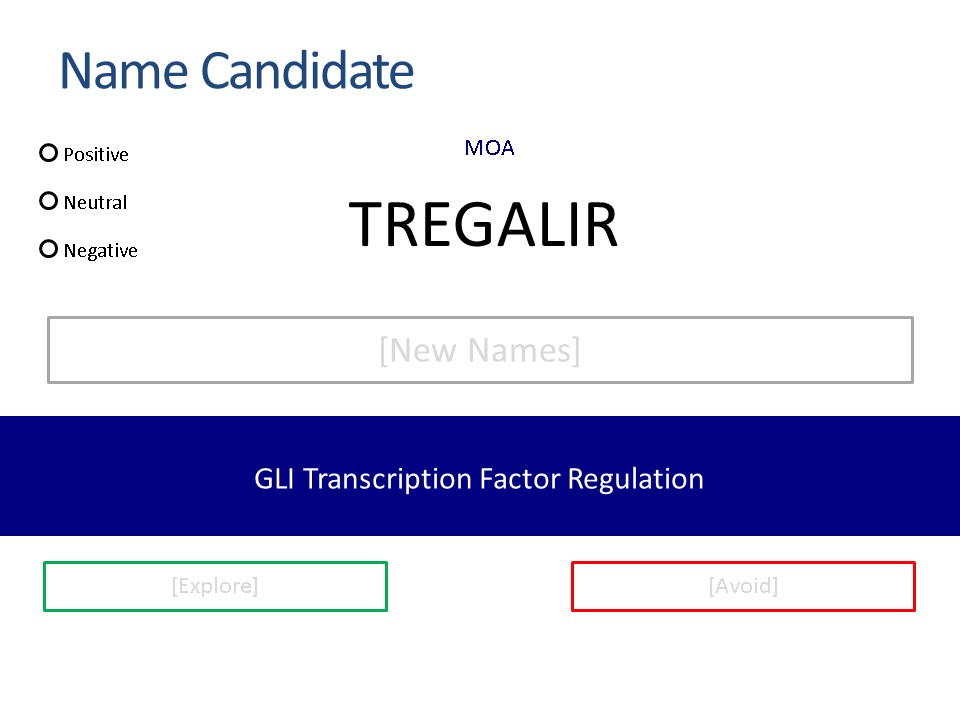 Name Candidate
Positive
Neutral
Negative
MOA
TREGALIR
[New Names]
GLI Transcription Factor Regulation
[Explore]
[Avoid]